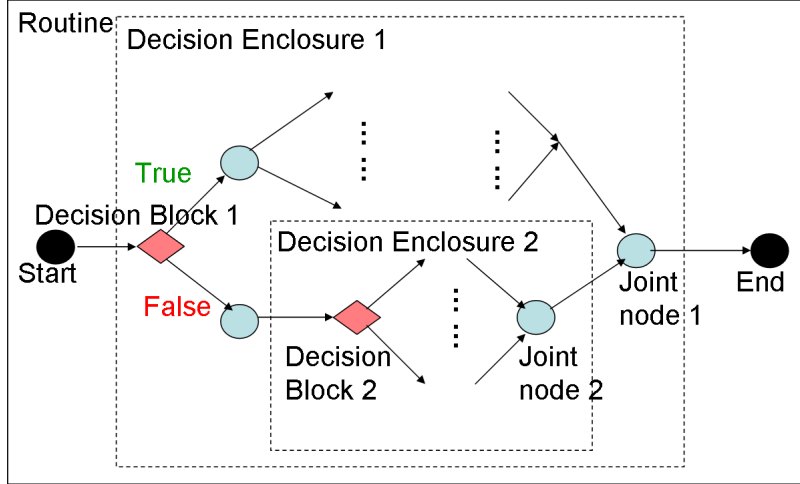 Routine
Decision Enclosure 1
True
Decision Block 1
Start
False
Decision Enclosure 2
Decision
Block 2
Joint
node 2
Joint
node 1
End